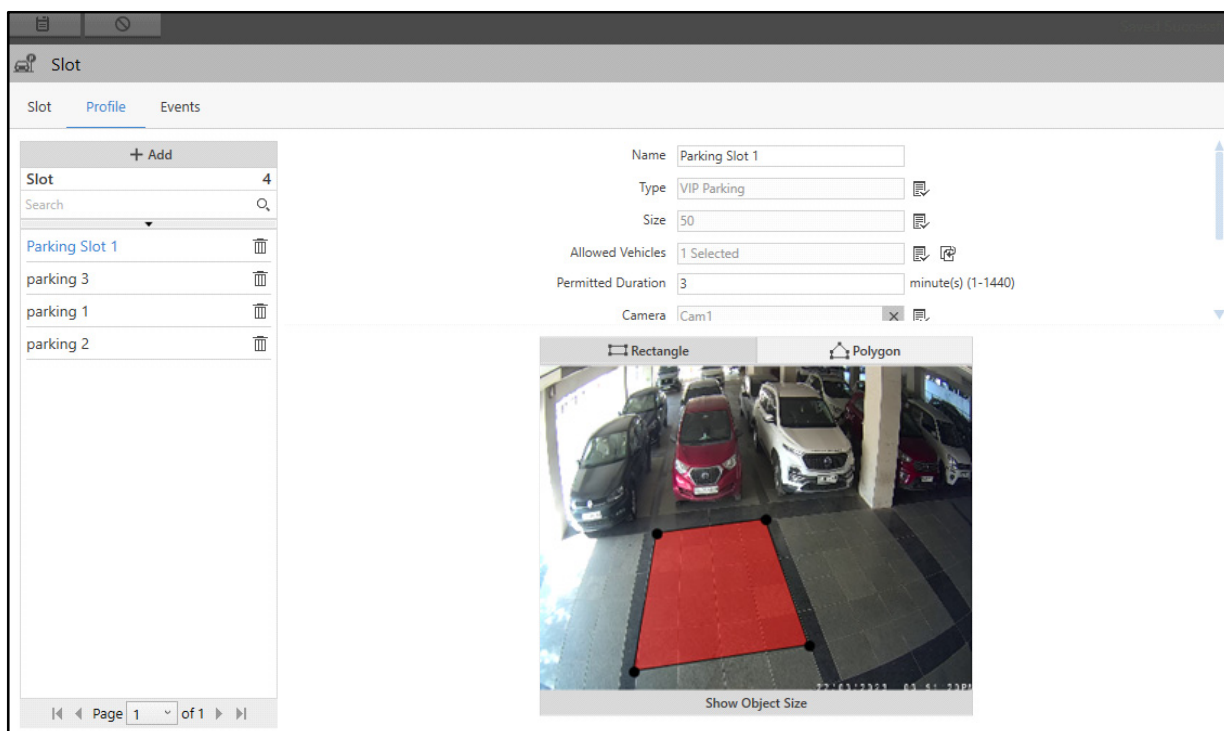 Slot
Slot Profile Events
+ Add
Slot 4
Search
Parking Slot 1
parking 3
parking 1
parking 2
Page 1 of 1
Name Parking Slot 1
Type VIP Parking
Size 50
Allowed Vehicles 1 Selected
Permitted Duration 3 minute(s) (1-1440)
Camera Cam1
Rectangle Polygon
Show Object Size